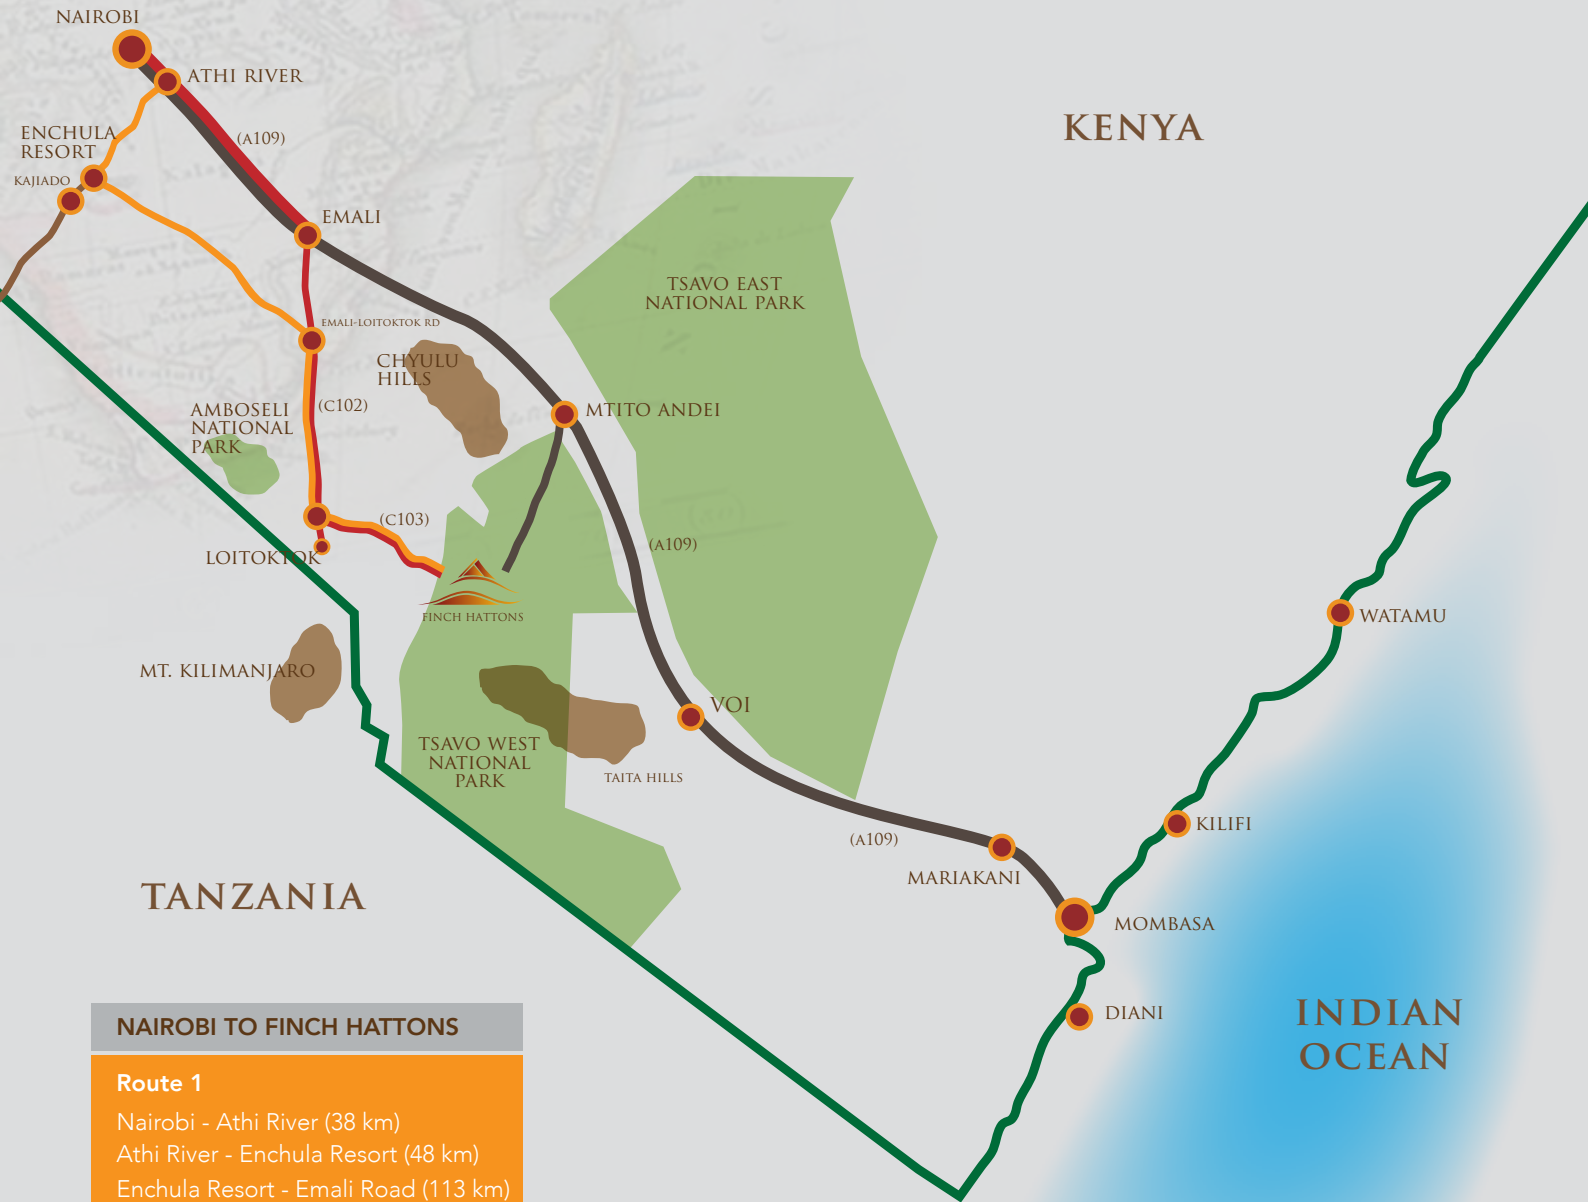 NAIROBI
ATHI RIVER
(A109)
KENYA
ENCHULA
RESORT
KAJIADO
EMALI
TSAVO EAST
NATIONAL PARK
EMALI-LOITOKTOK RD
CHYULU
HILLS
(C102)
AMBOSELI
NATIONAL
PARK
MTITO ANDEI
(C103)
(A109)
LOITOKTOK
FINCH HATTONS
WATAMU
MT. KILIMANJARO
VOI
TSAVO WEST
NATIONAL
PARK
TAITA HILLS
KILIFI
(A109)
MARIAKANI
TANZANIA
MOMBASA
DIANI
INDIAN
OCEAN
NAIROBI TO FINCH HATTONS
Route 1
Nairobi - Athi River (38 km)
Athi River - Enchula Resort (48 km)
Enchula Resort - Emali Road (113 km)